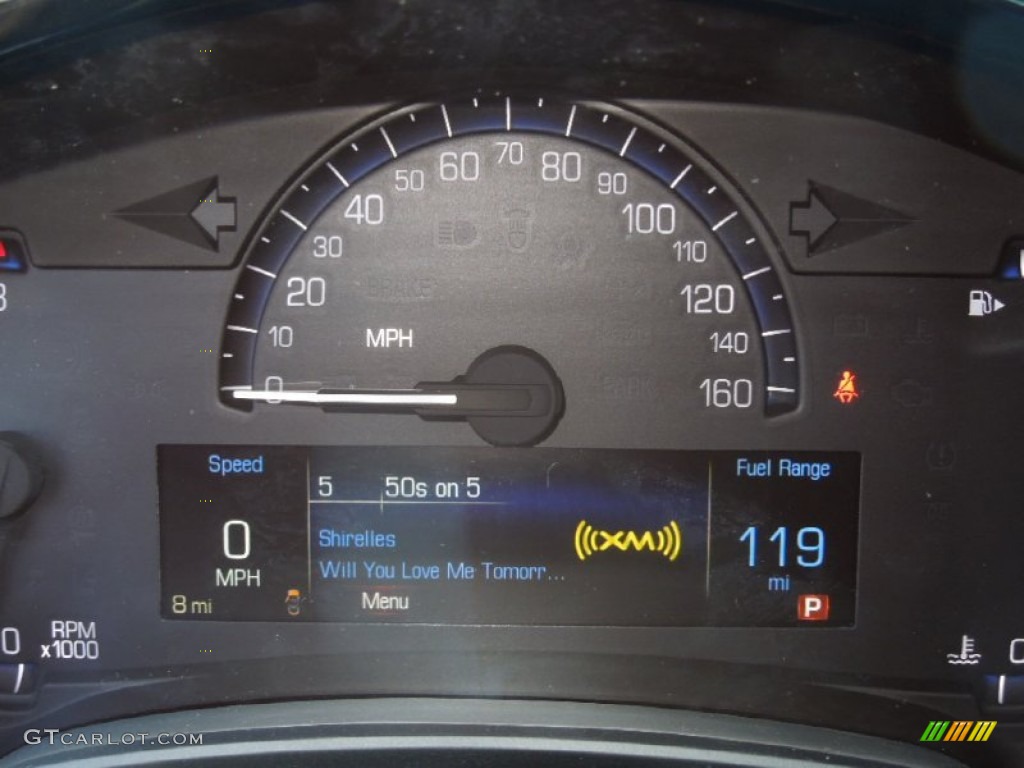 70
60 80
50 90
40 100
30 110
20 120
10 MPH 140
0 160
Speed 5 50s on 5 Fuel Range
Shirelles XM
0 119
MPH Will You Love Me Tomorr... mi
8 mi Menu P
0 RPM
x1000
GTCARLOT.COM